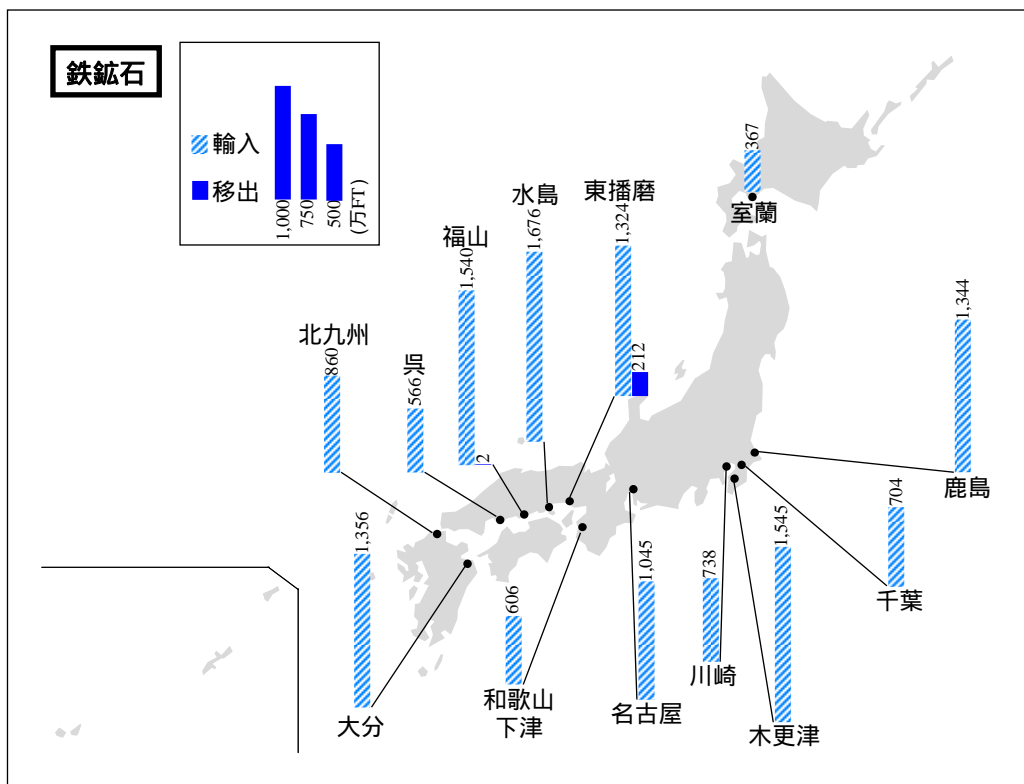 鉄鉱石
輸入
移出
1,000
750
500
(万FT)
367
室蘭
東播磨
1,324
212
水島
1,676
福山
1,540
2
北九州
860
呉
566
1,344
鹿島
704
千葉
1,545
木更津
738
川崎
1,045
名古屋
606
和歌山
下津
1,356
大分